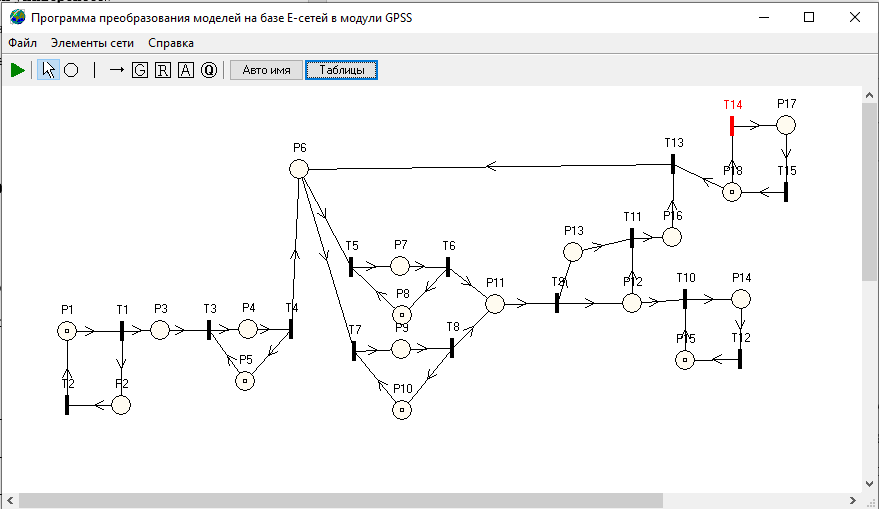 Программа преобразования моделей на базе E-сетей в модули GPSS
Файл Элементы сети Справка
G R A Q Авто имя Таблицы
T14 P17
T13
P6
P18 T15
T11
P13 P16
T5 P7 T6
P11 T9 P12 T10 P14
P8
P1 T1 P3 T3 P4 T4
T7 P9 T8
P15 T12
P5
T2 P2
P10